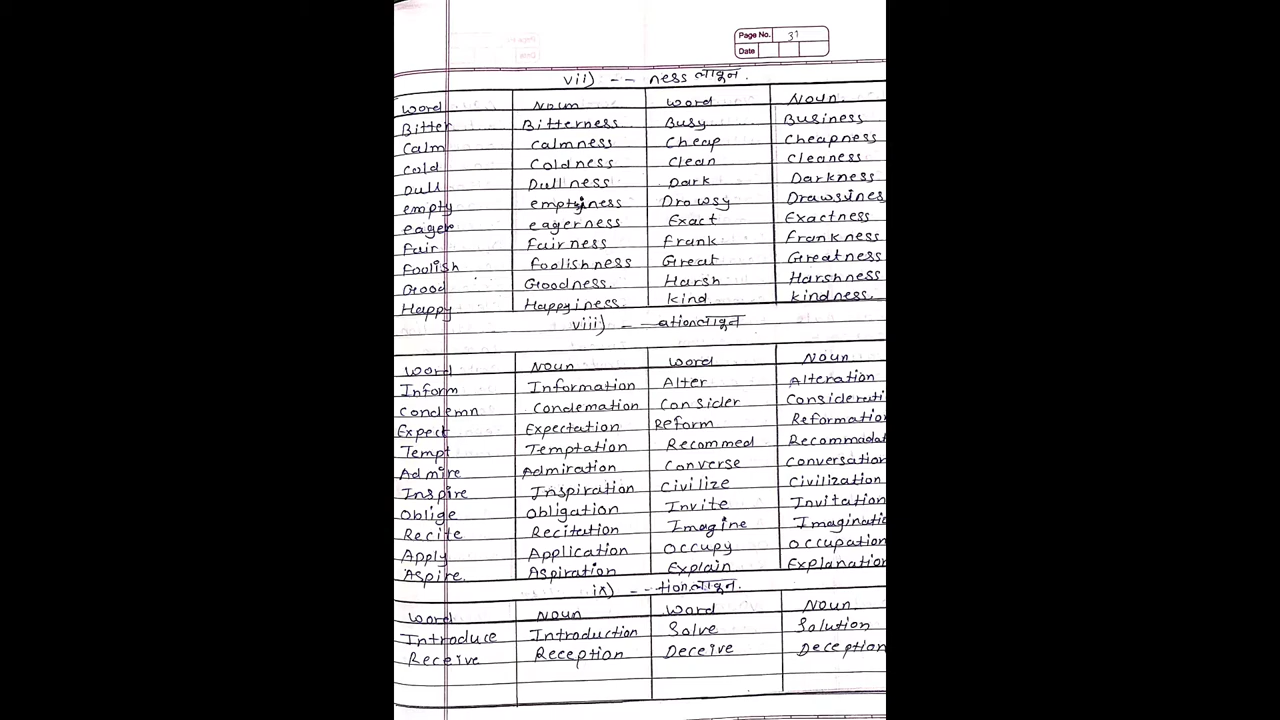 Page No. 31
Date
vii) -- ness लावून.
Word Noun Word Noun.
Bitter Bitterness Busy Business
Calm calmness Cheap Cheapness
Cold Coldness Clean Cleaness
Dull Dullness Dark Darkness
empty emptyiness Drowsy Drawsines
eager eagerness Exact Exactness
Fair Fairness Frank Frankness
Foolish foolishness Great Greatness
Good Goodness. Harsh Harshness
Happy Happyiness. kind. kindness.
viii) - -ationलावून
Word Noun Word Noun
Inform Information Alter Alteration
Condemn Condemation Consider Considerati
Expect Expectation Reform Reformation
Tempt Temptation Recommed Recommadat
Admire Admiration Converse Conversation
Inspire Inspiration Civilize Civilization
Oblige Obligation Invite Invitation
Recite Recitation Imagine Imaginatio
Apply Application Occupy Occupation
Aspire. Aspiration Explain Explanation
ix) - -tionलावून.
Word Noun Word Noun.
Introduce Introduction Solve Solution
Receive Reception Deceive Deception